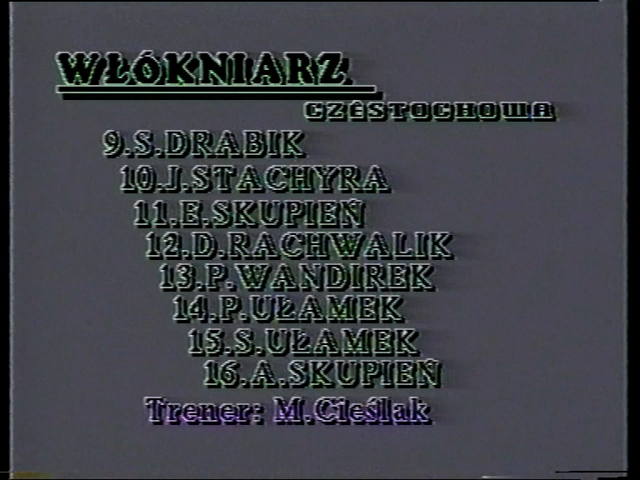 WŁÓKNIARZ
CZĘSTOCHOWA
9.S.DRABIK
10.J.STACHYRA
11.E.SKUPIEŃ
12.D.RACHWALIK
13.P.WANDIREK
14.P.UŁAMEK
15.S.UŁAMEK
16.A.SKUPIEŃ
Trener: M.Cieślak